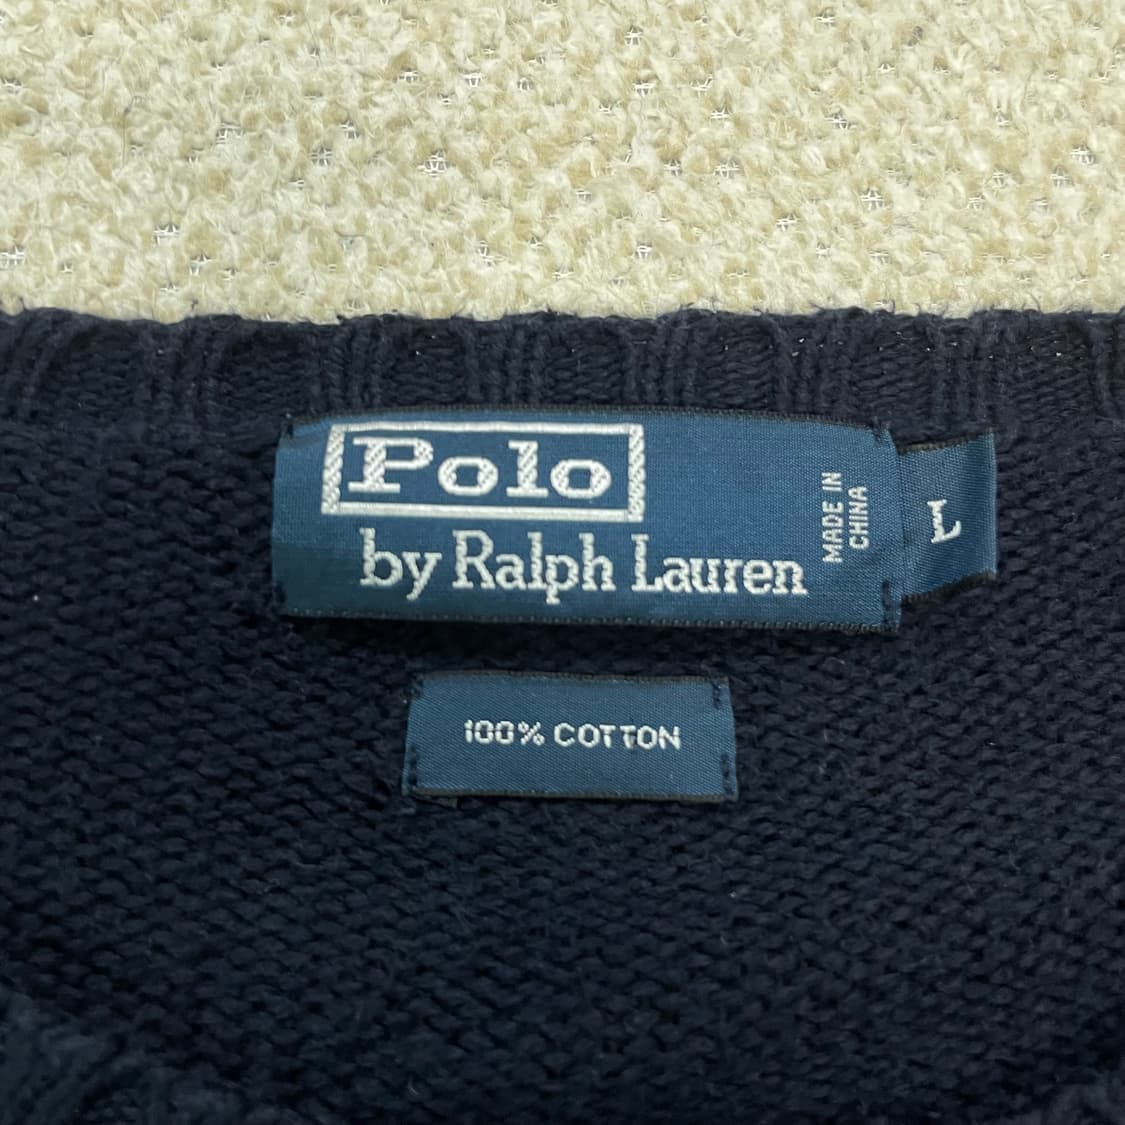 Polo
by Ralph Lauren
MADE IN
CHINA
L
100% COTTON